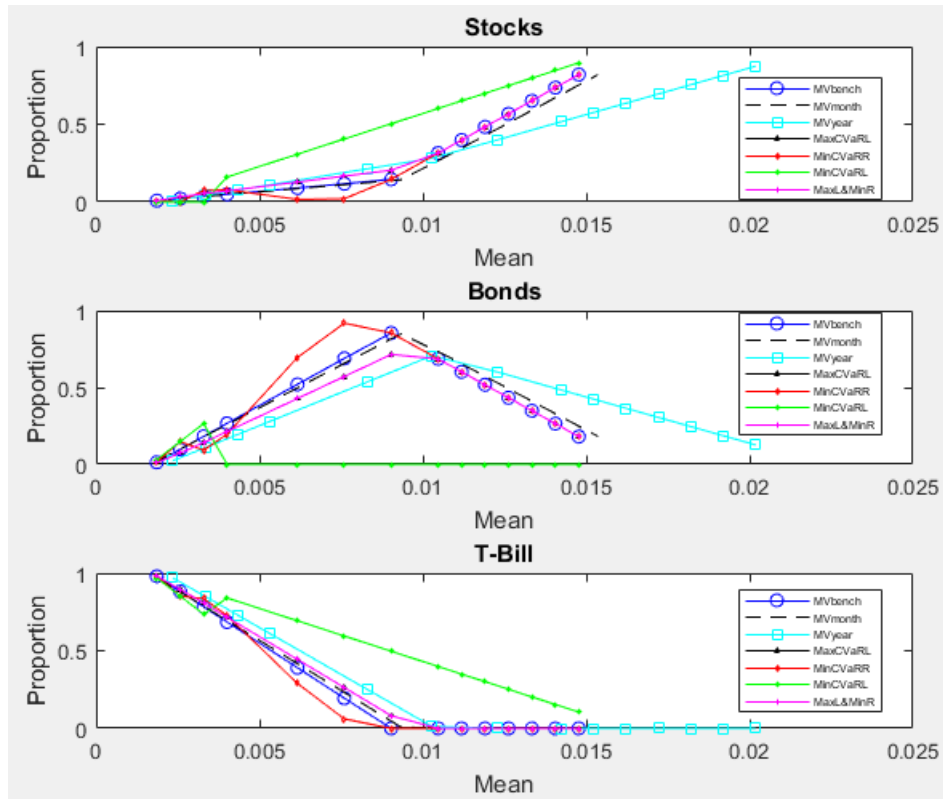 Stocks
1
0.5
0
Proportion
0
0.005
0.01
0.015
0.02
0.025
Mean
MVbench
MVmonth
MVyear
MaxCVaRL
MinCVaRR
MinCVaRL
MaxL&MinR
Bonds
1
0.5
0
Proportion
0
0.005
0.01
0.015
0.02
0.025
Mean
MVbench
MVmonth
MVyear
MaxCVaRL
MinCVaRR
MinCVaRL
MaxL&MinR
T-Bill
1
0.5
0
Proportion
0
0.005
0.01
0.015
0.02
0.025
Mean
MVbench
MVmonth
MVyear
MaxCVaRL
MinCVaRR
MinCVaRL
MaxL&MinR